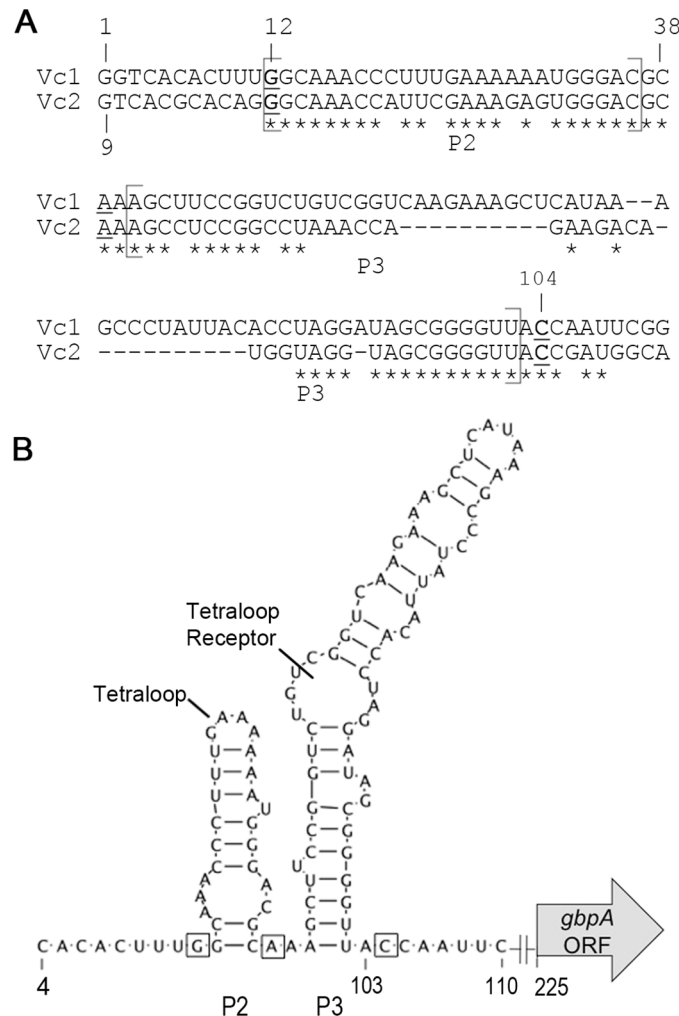 A
1 12 38
Vc1 GGTCACACUUUGGCAAACCCUUUGAAAAAAUGGGACGC
Vc2 GTCACGCACAGGGCAAACCAUUCGAAAGAGUGGGACGC
******** ** **** * ********
9 P2
Vc1 AAAGCUUCCGGUCUGUCGGUCAAGAAAGCUCAUAA--A
Vc2 AAAGCCUCCGGCCUAAACCA----------GAAGACA-
***** ***** ** * *
P3
104
Vc1 GCCCUAUUACACCUAGGAUAGCGGGGUUACCAAUUCGG
Vc2 ----------UGGUAGG-UAGCGGGGUUACCGAUGGCA
**** ************* **
P3
B
Tetraloop
Receptor
Tetraloop
C·A·C·A·C·U·U·U·G
A·C·C·A·A·U·U·C
gbpA
ORF
4 103 110 225
P2 P3